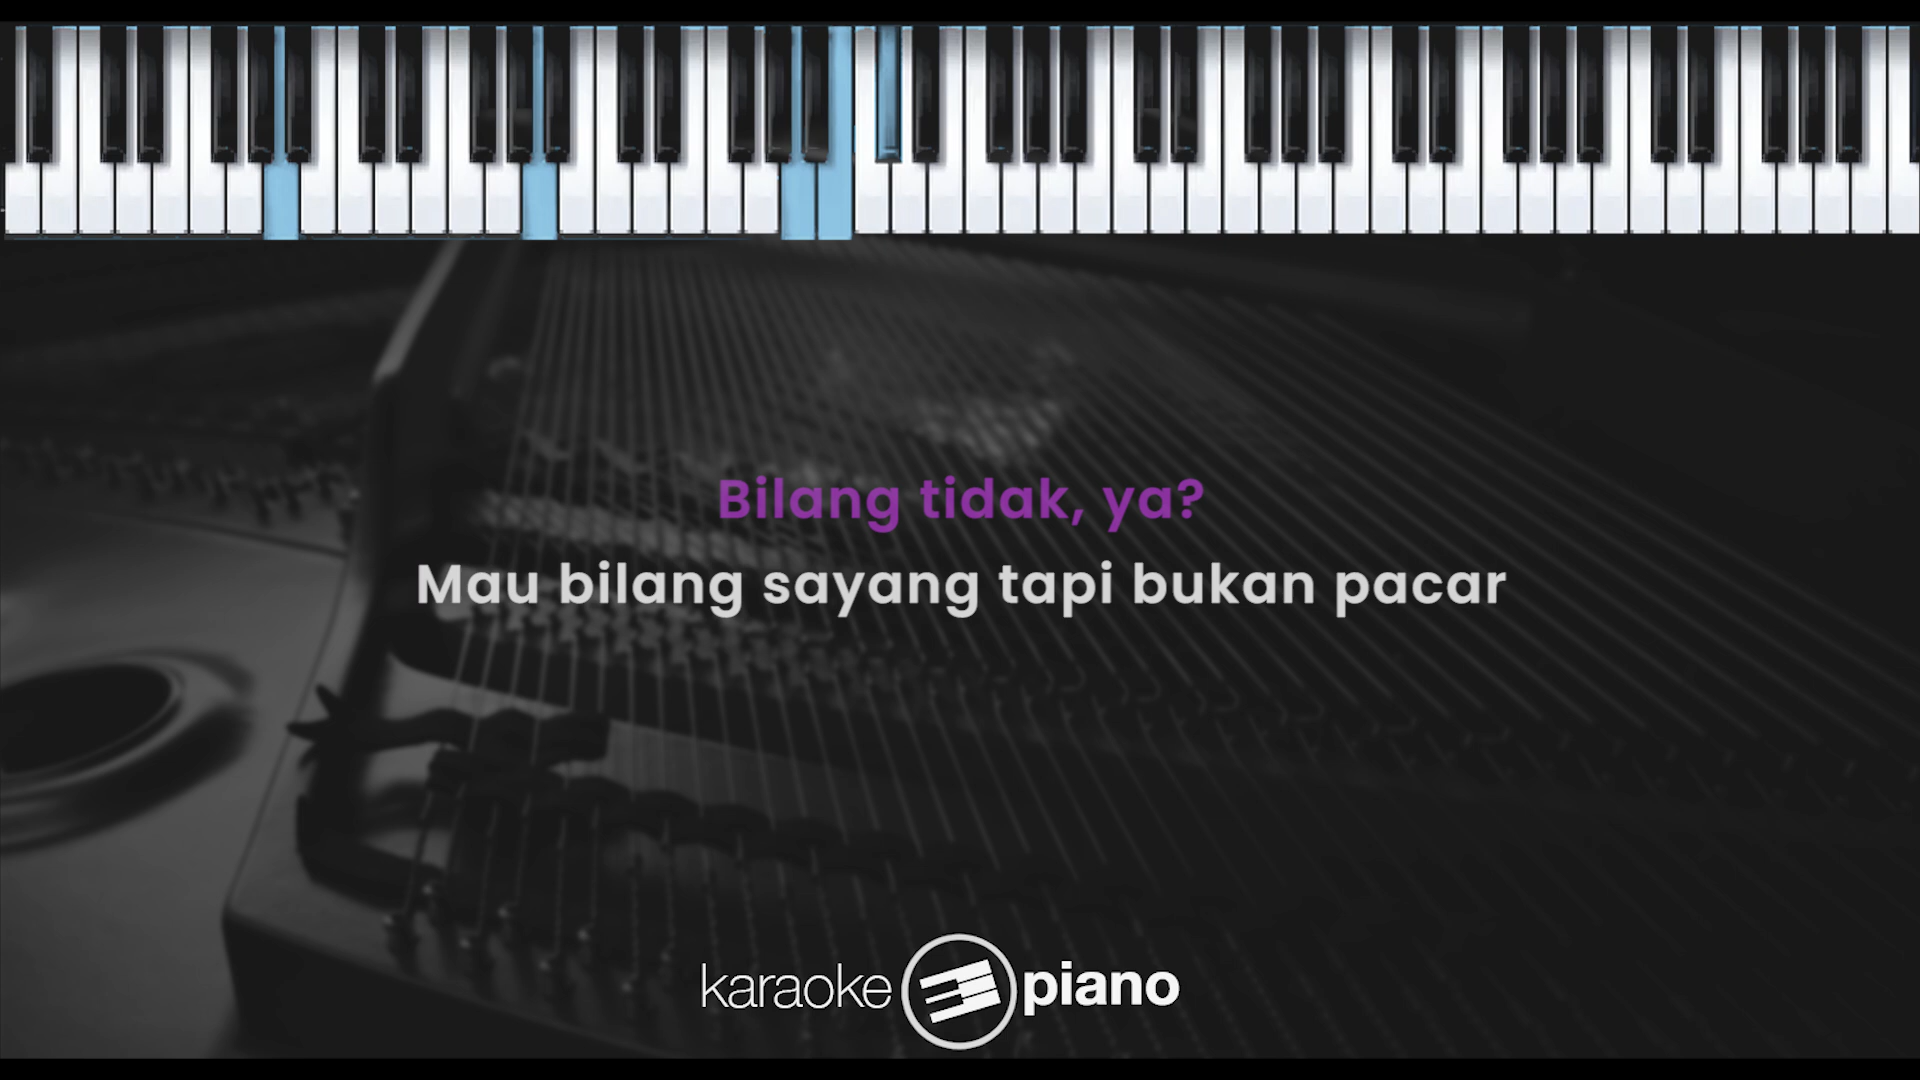 Bilang tidak, ya?
Mau bilang sayang tapi bukan pacar
karaoke piano